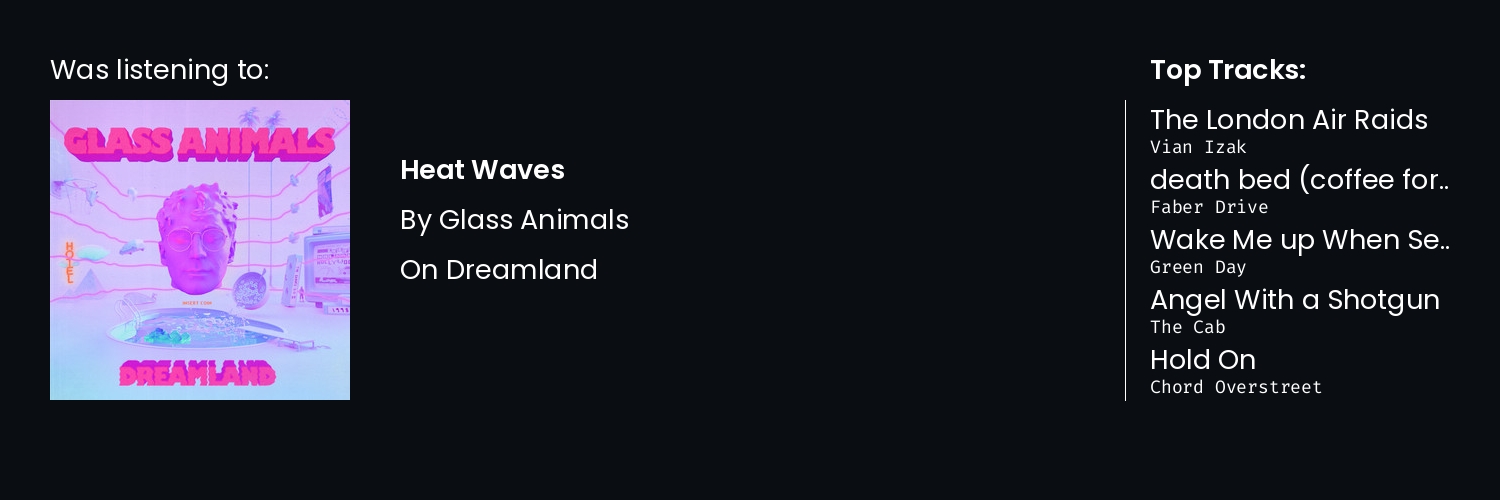 Was listening to:
GLASS ANIMALS
HOTEL
1998
DREAMLAND
Heat Waves
By Glass Animals
On Dreamland
Top Tracks:
The London Air Raids
Vian Izak
death bed (coffee for..
Faber Drive
Wake Me up When Se..
Green Day
Angel With a Shotgun
The Cab
Hold On
Chord Overstreet